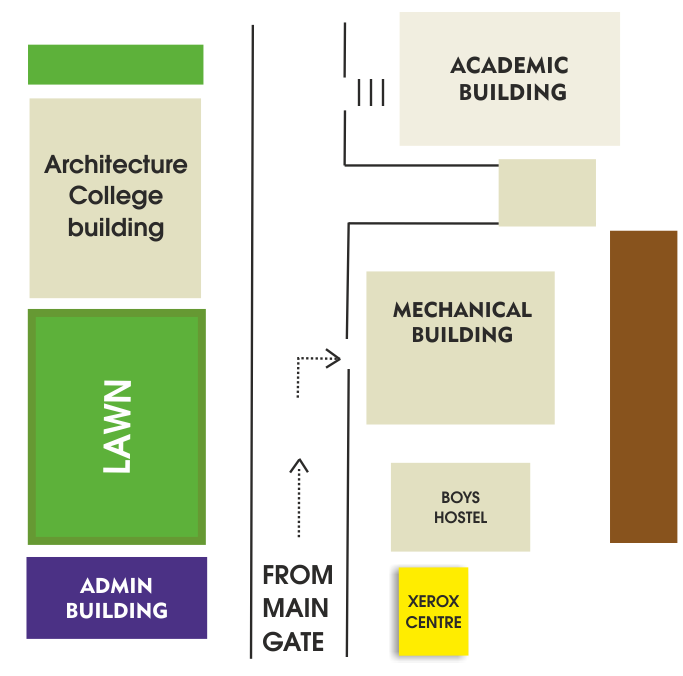 ACADEMIC
BUILDING
Architecture
College
building
MECHANICAL
BUILDING
LAWN
BOYS
HOSTEL
ADMIN
BUILDING
FROM
MAIN
GATE
XEROX
CENTRE